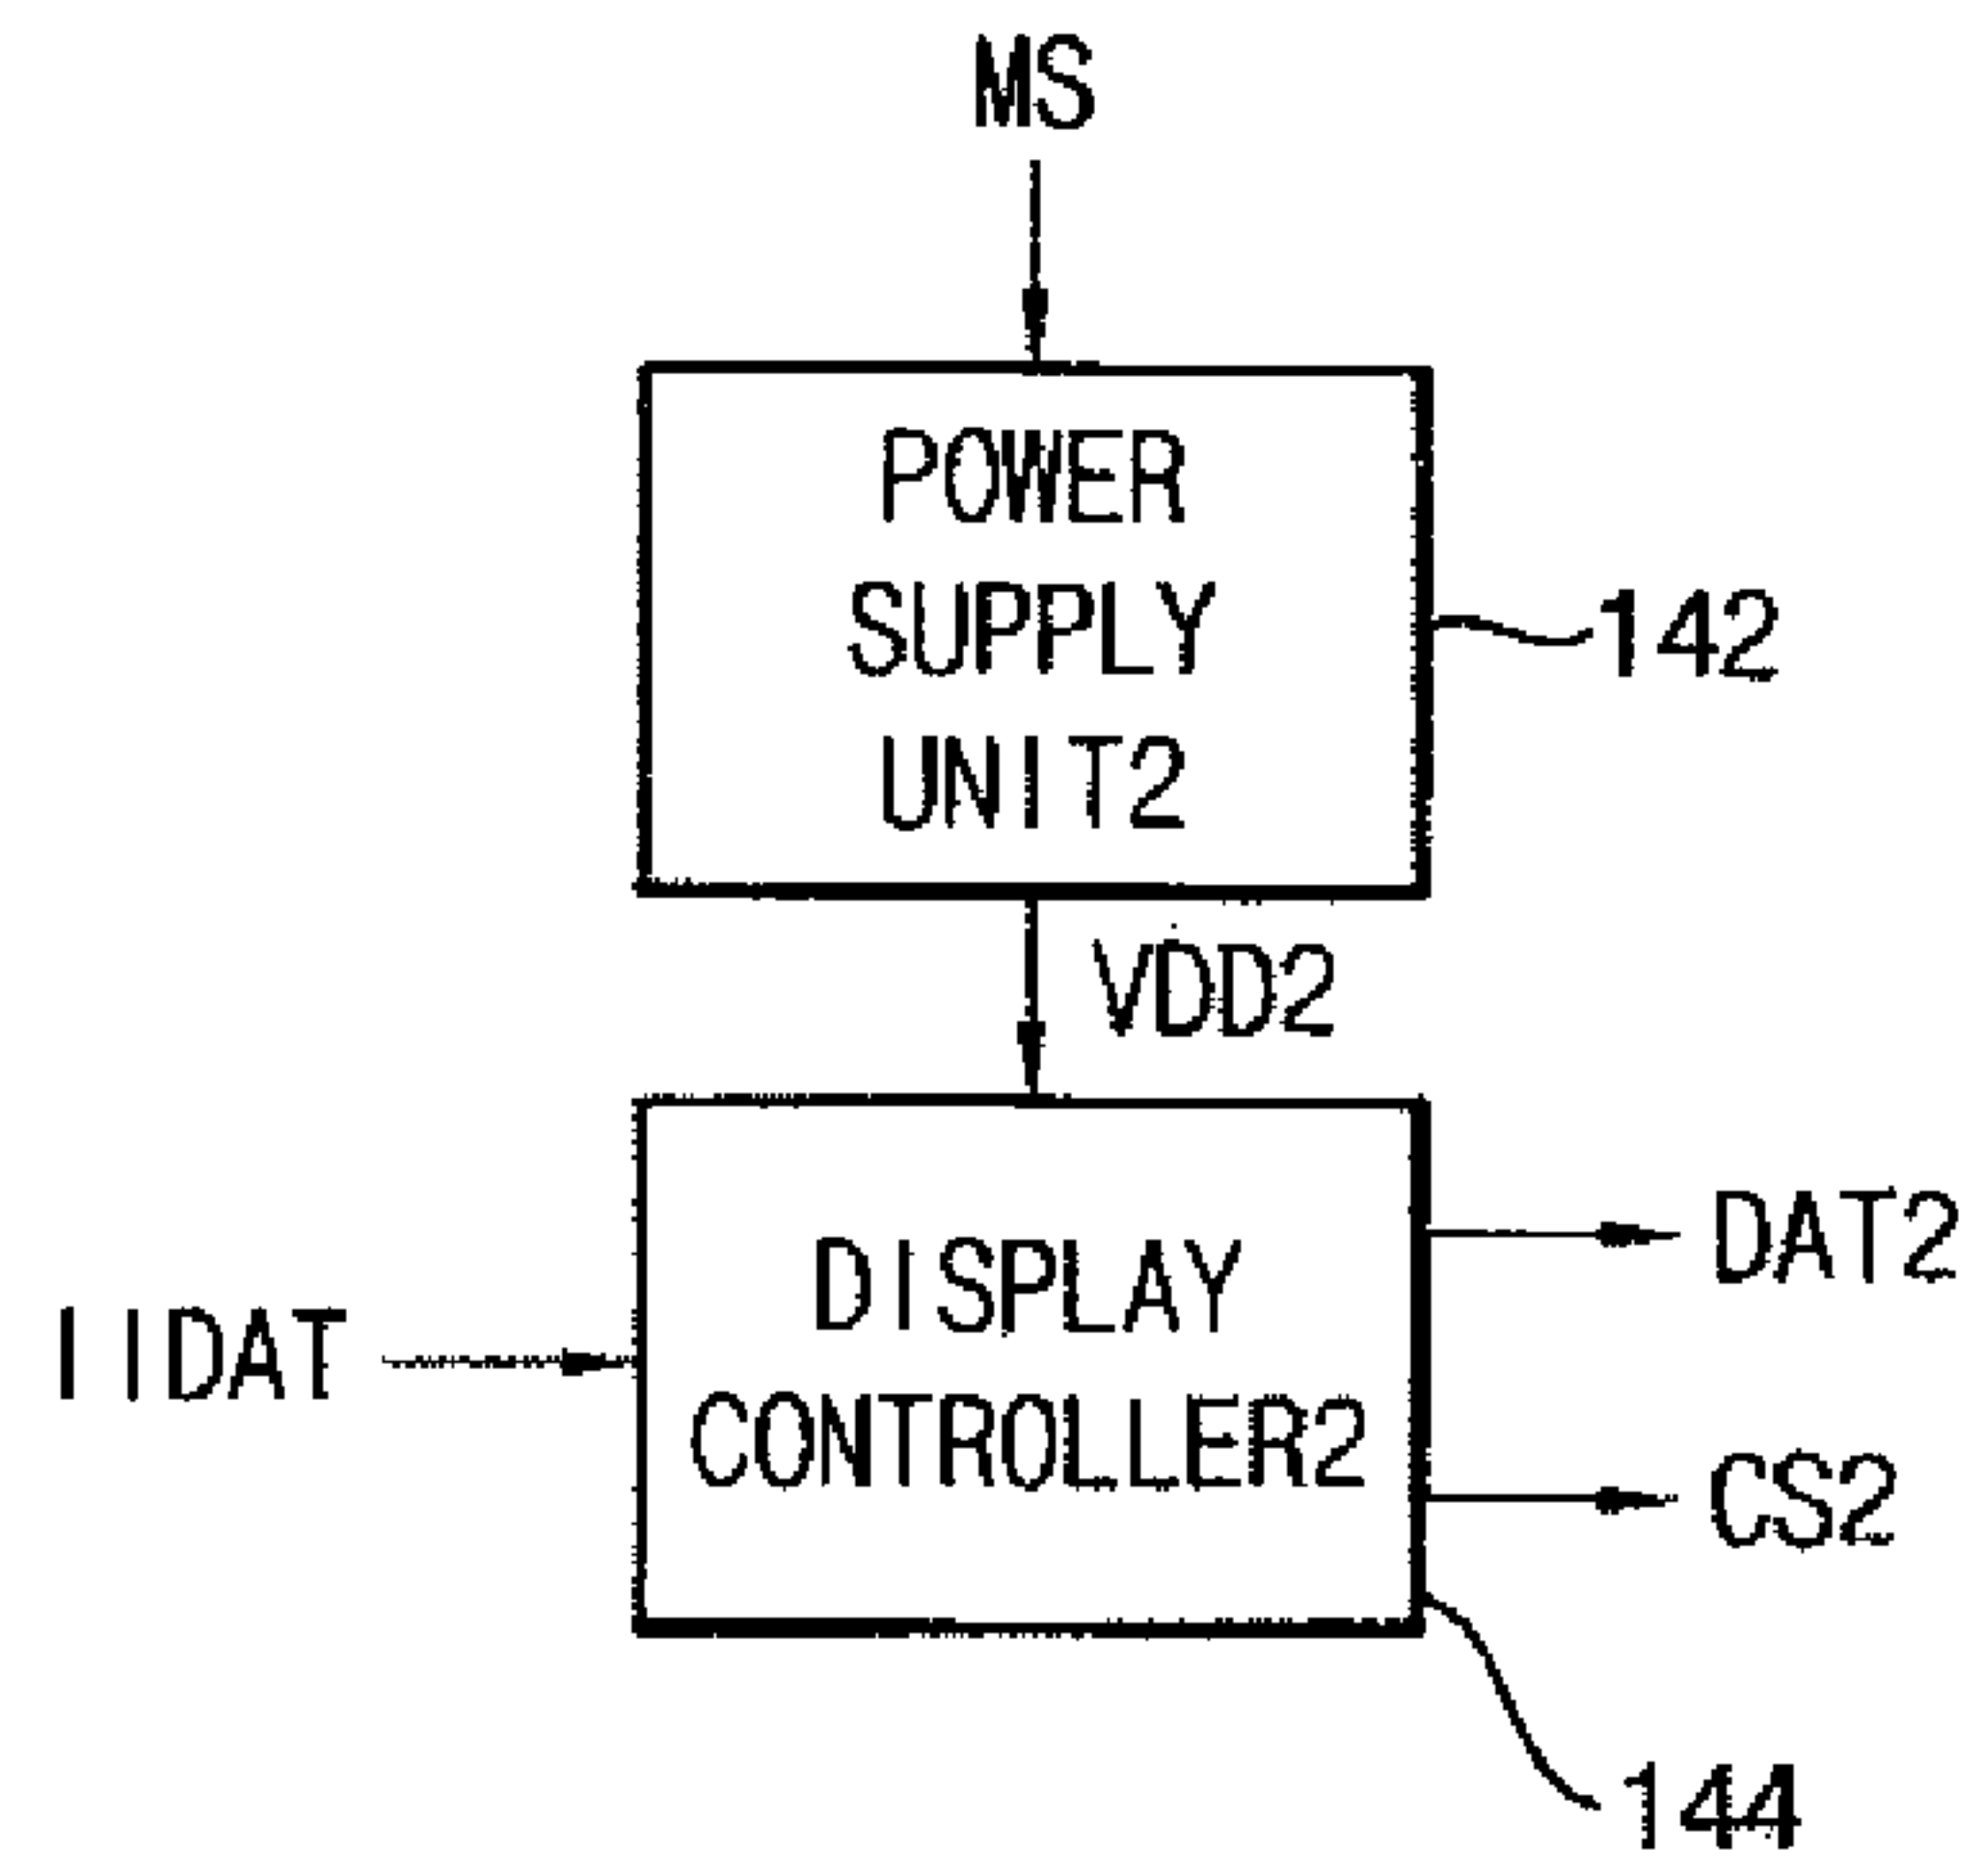 MS
POWER
SUPPLY
UNIT2
142
VDD2
DISPLAY
CONTROLLER2
IIDAT
DAT2
CS2
144